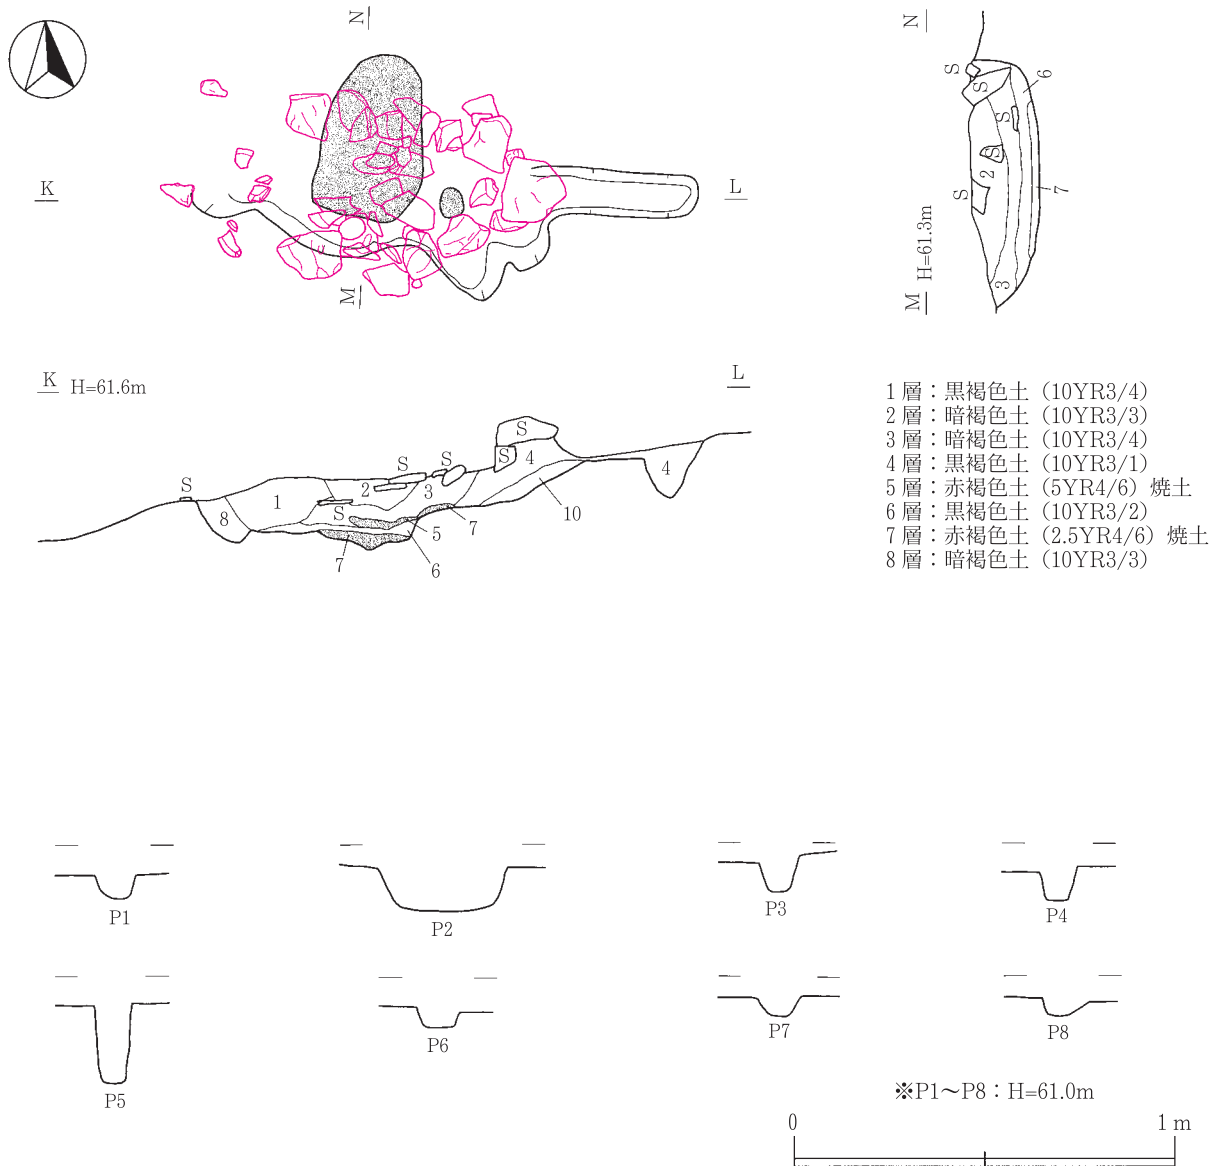 N
N
S
S
6
S
S
2
S
7
K
L
M
M
H=61.3m
3
K H=61.6m
L
S
4
S
S
S
2
3
4
S
1
8
S
5
7
10
7
6
1層：黒褐色土（10YR3/4）
2層：暗褐色土（10YR3/3）
3層：暗褐色土（10YR3/4）
4層：黒褐色土（10YR3/1）
5層：赤褐色土（5YR4/6）焼土
6層：黒褐色土（10YR3/2）
7層：赤褐色土（2.5YR4/6）焼土
8層：暗褐色土（10YR3/3）
P1
P2
P3
P4
P5
P6
P7
P8
※P1～P8：H=61.0m
0
1 m